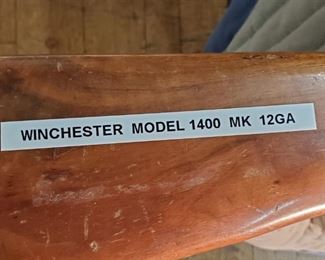 WINCHESTER MODEL 1400 MK 12GA